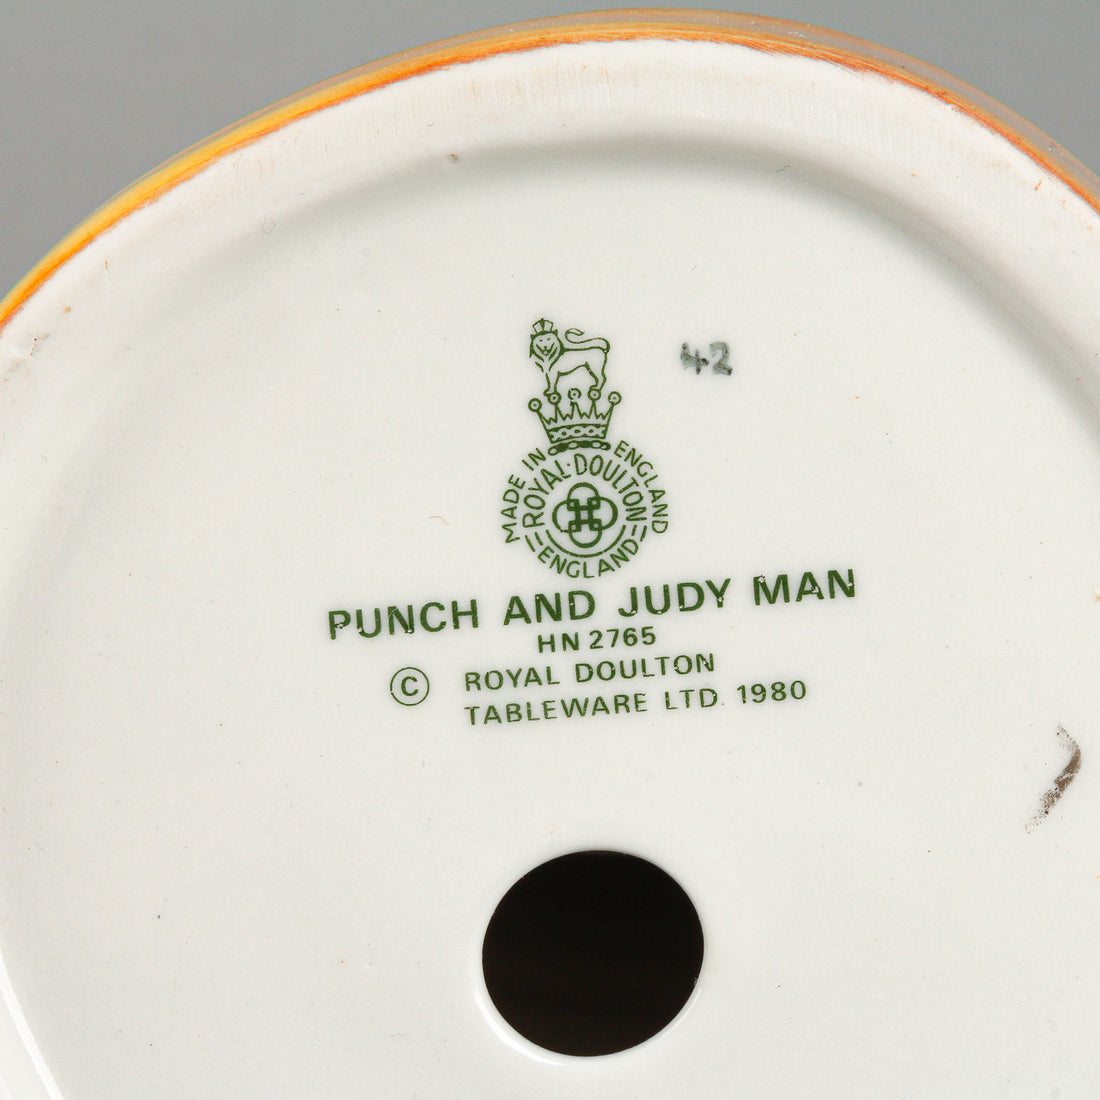 42
MADE IN ENGLAND
ROYAL·DOULTON
ENGLAND
PUNCH AND JUDY MAN
HN 2765
© ROYAL DOULTON
TABLEWARE LTD. 1980